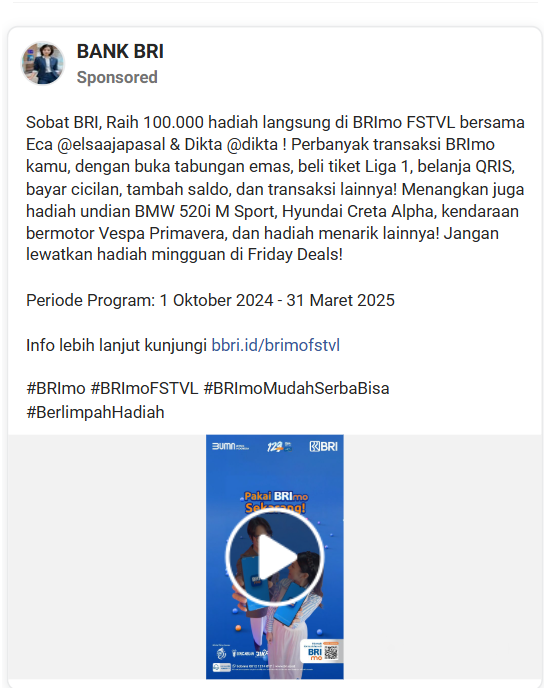 BANK BRI
Sponsored
Sobat BRI, Raih 100.000 hadiah langsung di BRImo FSTVL bersama
Eca @elsaajapasal & Dikta @dikta ! Perbanyak transaksi BRImo
kamu, dengan buka tabungan emas, beli tiket Liga 1, belanja QRIS,
bayar cicilan, tambah saldo, dan transaksi lainnya! Menangkan juga
hadiah undian BMW 520i M Sport, Hyundai Creta Alpha, kendaraan
bermotor Vespa Primavera, dan hadiah menarik lainnya! Jangan
lewatkan hadiah mingguan di Friday Deals!
Periode Program: 1 Oktober 2024 - 31 Maret 2025
Info lebih lanjut kunjungi bbri.id/brimofstvl
#BRImo #BRImoFSTVL #BRImoMudahSerbaBisa
#BerlimpahHadiah
BUMN 129 BRI
Pakai BRImo
Sekarang!
BRI
mo